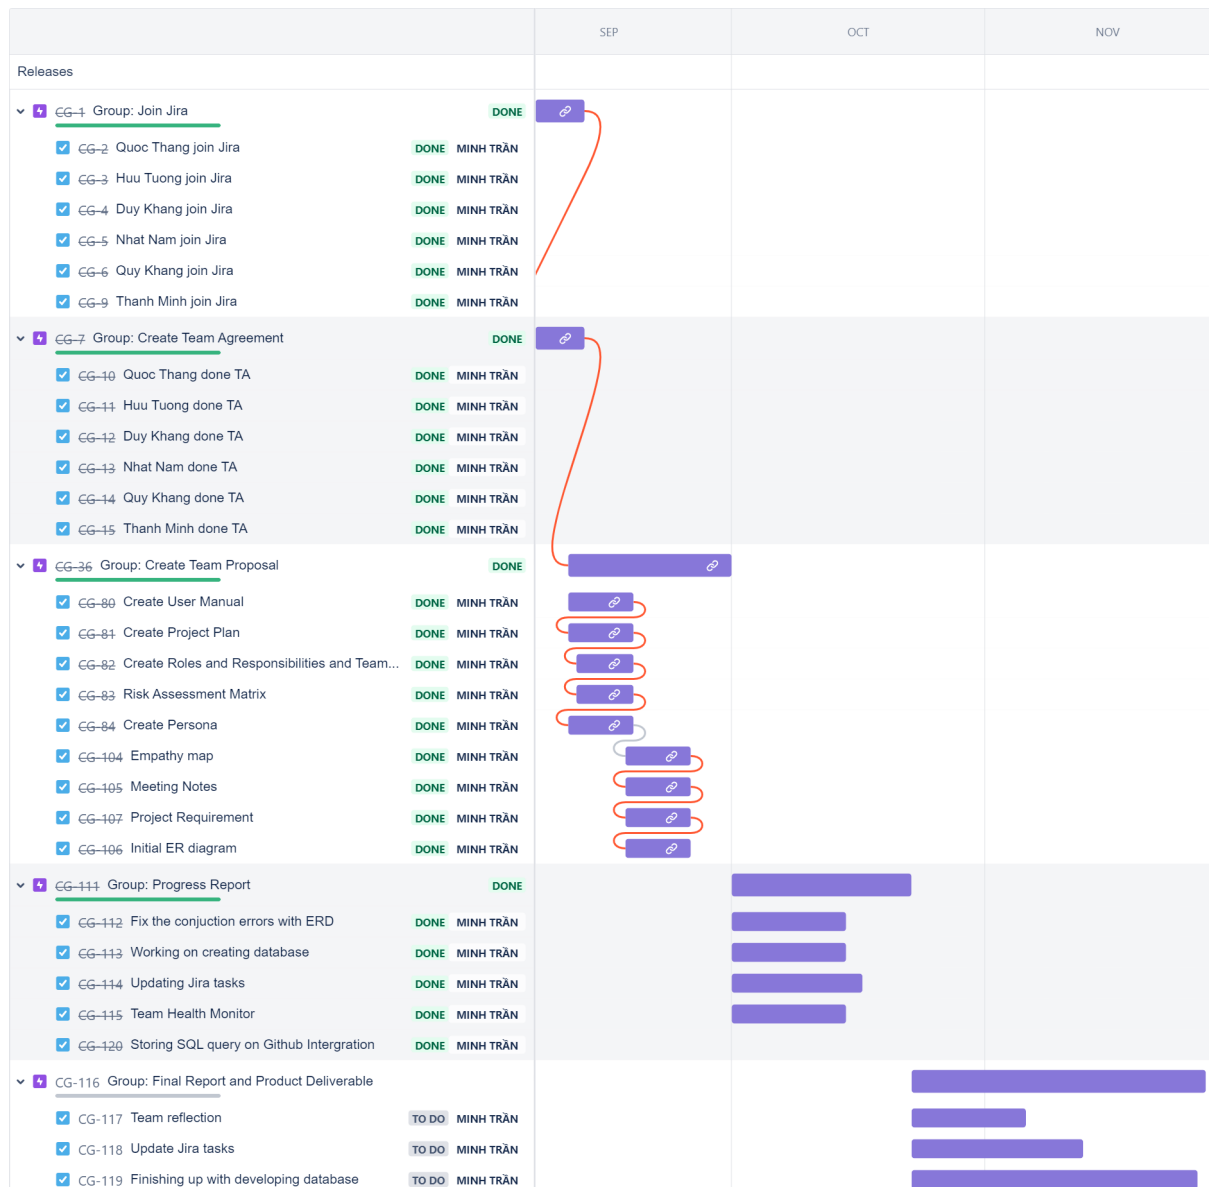 SEP OCT NOV
Releases
CG-1 Group: Join Jira DONE
CG-2 Quoc Thang join Jira DONE MINH TRẦN
CG-3 Huu Tuong join Jira DONE MINH TRẦN
CG-4 Duy Khang join Jira DONE MINH TRẦN
CG-5 Nhat Nam join Jira DONE MINH TRẦN
CG-6 Quy Khang join Jira DONE MINH TRẦN
CG-9 Thanh Minh join Jira DONE MINH TRẦN
CG-7 Group: Create Team Agreement DONE
CG-10 Quoc Thang done TA DONE MINH TRẦN
CG-11 Huu Tuong done TA DONE MINH TRẦN
CG-12 Duy Khang done TA DONE MINH TRẦN
CG-13 Nhat Nam done TA DONE MINH TRẦN
CG-14 Quy Khang done TA DONE MINH TRẦN
CG-15 Thanh Minh done TA DONE MINH TRẦN
CG-36 Group: Create Team Proposal DONE
CG-80 Create User Manual DONE MINH TRẦN
CG-81 Create Project Plan DONE MINH TRẦN
CG-82 Create Roles and Responsibilities and Team... DONE MINH TRẦN
CG-83 Risk Assessment Matrix DONE MINH TRẦN
CG-84 Create Persona DONE MINH TRẦN
CG-104 Empathy map DONE MINH TRẦN
CG-105 Meeting Notes DONE MINH TRẦN
CG-107 Project Requirement DONE MINH TRẦN
CG-106 Initial ER diagram DONE MINH TRẦN
CG-111 Group: Progress Report DONE
CG-112 Fix the conjuction errors with ERD DONE MINH TRẦN
CG-113 Working on creating database DONE MINH TRẦN
CG-114 Updating Jira tasks DONE MINH TRẦN
CG-115 Team Health Monitor DONE MINH TRẦN
CG-120 Storing SQL query on Github Intergration DONE MINH TRẦN
CG-116 Group: Final Report and Product Deliverable
CG-117 Team reflection TO DO MINH TRẦN
CG-118 Update Jira tasks TO DO MINH TRẦN
CG-119 Finishing up with developing database TO DO MINH TRẦN